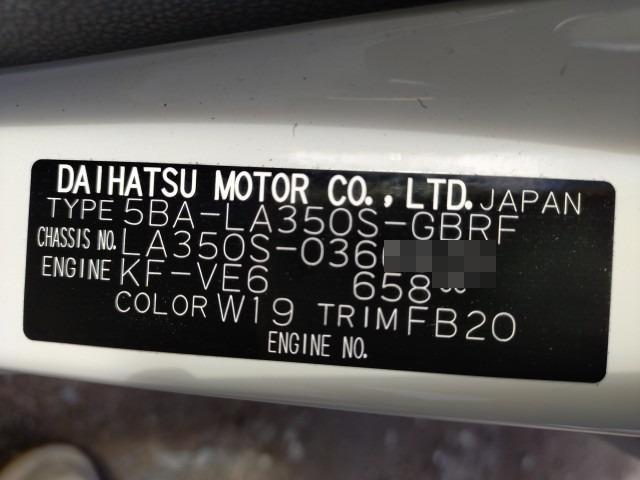 DAIHATSU MOTOR CO., LTD. JAPAN
TYPE 5BA-LA350S-GBRF
CHASSIS NO. LA350S-036
ENGINE KF-VE6 658 cc
COLOR W19 TRIM FB20
ENGINE NO.